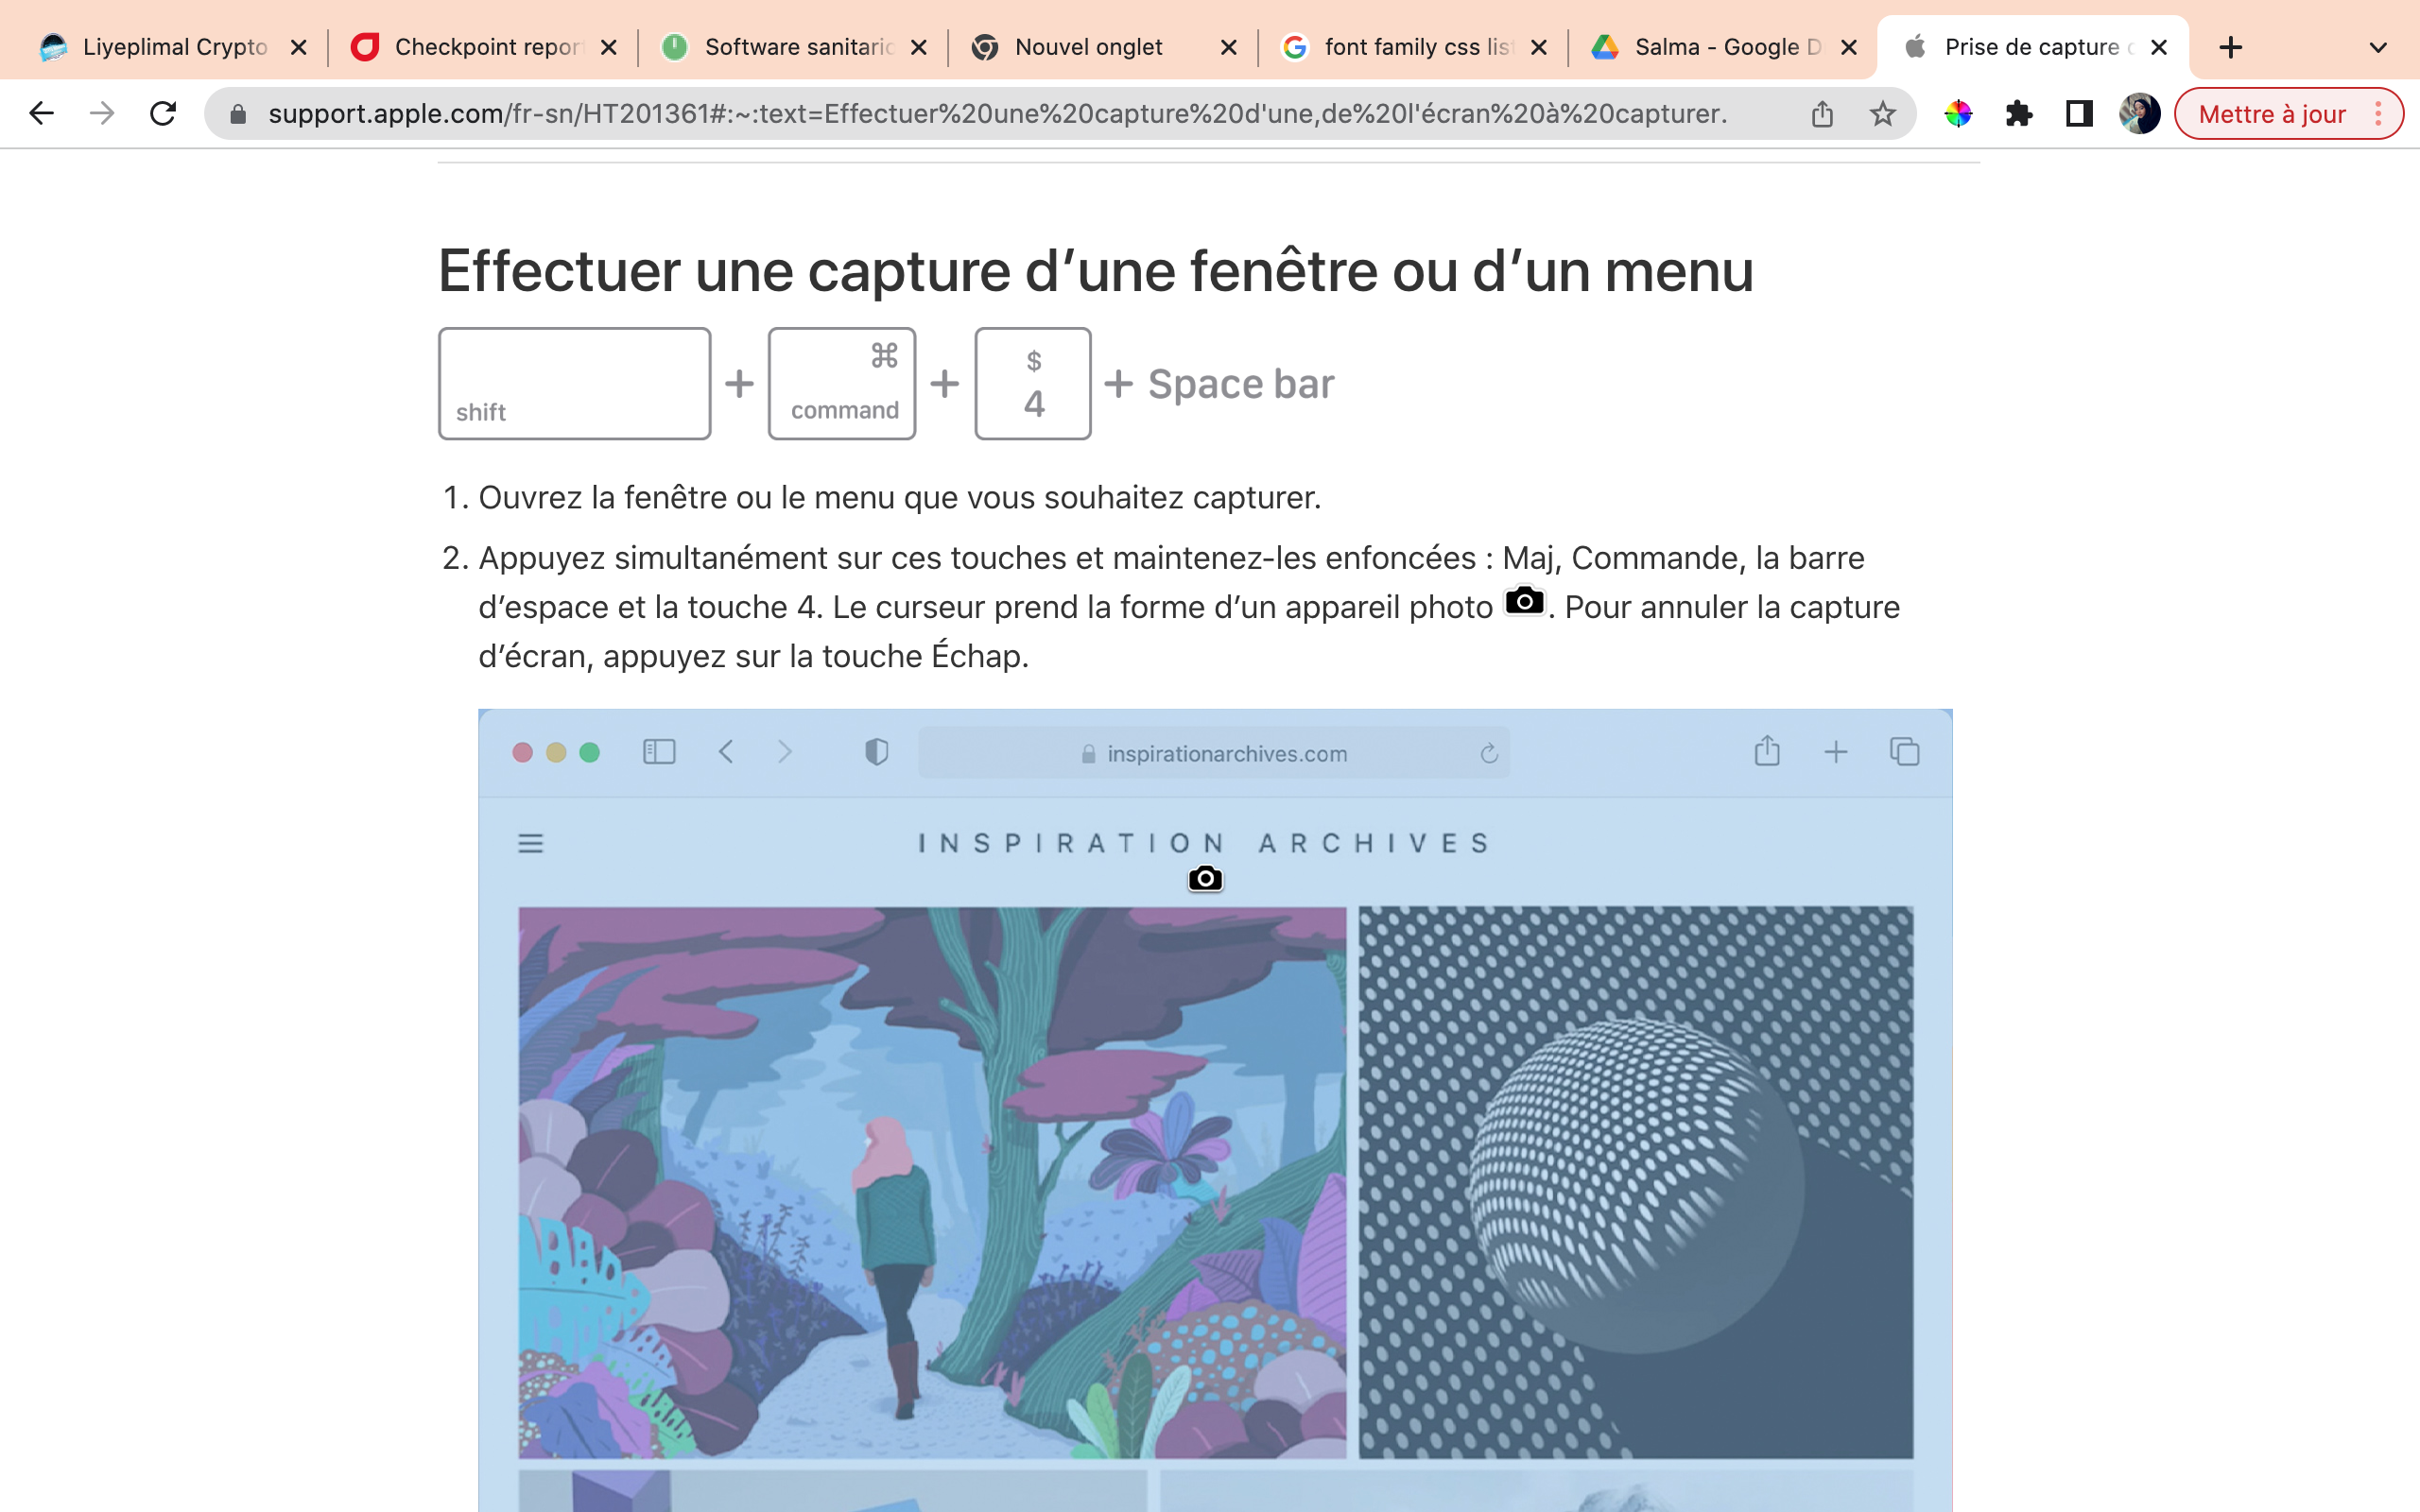 Liyeplimal Crypto
Checkpoint repor
Software sanitari
Nouvel onglet
font family css lis
Salma - Google D
Prise de capture
support.apple.com/fr-sn/HT201361#:~:text=Effectuer%20une%20capture%20d'une,de%20l'écran%20à%20capturer.
Mettre à jour
Effectuer une capture d’une fenêtre ou d’un menu
shift + ⌘ command + $ 4 + Space bar
1. Ouvrez la fenêtre ou le menu que vous souhaitez capturer.
2. Appuyez simultanément sur ces touches et maintenez-les enfoncées : Maj, Commande, la barre
d’espace et la touche 4. Le curseur prend la forme d’un appareil photo . Pour annuler la capture
d’écran, appuyez sur la touche Échap.
inspirationarchives.com
INSPIRATION ARCHIVES